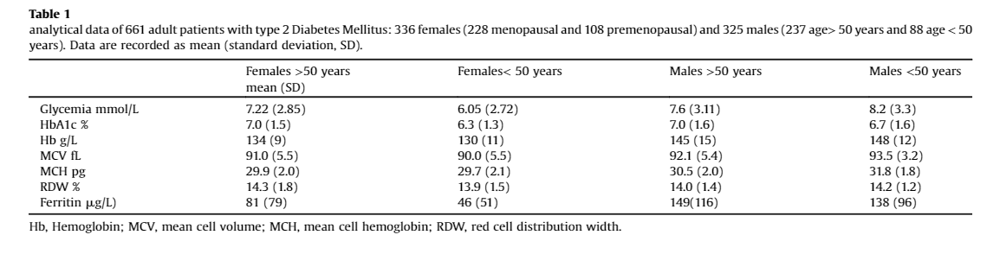 Table 1
analytical data of 661 adult patients with type 2 Diabetes Mellitus: 336 females (228 menopausal and 108 premenopausal) and 325 males (237 age> 50 years and 88 age < 50
years). Data are recorded as mean (standard deviation, SD).
Females >50 years Females< 50 years Males >50 years Males <50 years
mean (SD)
Glycemia mmol/L 7.22 (2.85) 6.05 (2.72) 7.6 (3.11) 8.2 (3.3)
HbA1c % 7.0 (1.5) 6.3 (1.3) 7.0 (1.6) 6.7 (1.6)
Hb g/L 134 (9) 130 (11) 145 (15) 148 (12)
MCV fL 91.0 (5.5) 90.0 (5.5) 92.1 (5.4) 93.5 (3.2)
MCH pg 29.9 (2.0) 29.7 (2.1) 30.5 (2.0) 31.8 (1.8)
RDW % 14.3 (1.8) 13.9 (1.5) 14.0 (1.4) 14.2 (1.2)
Ferritin μg/L) 81 (79) 46 (51) 149(116) 138 (96)
Hb, Hemoglobin; MCV, mean cell volume; MCH, mean cell hemoglobin; RDW, red cell distribution width.